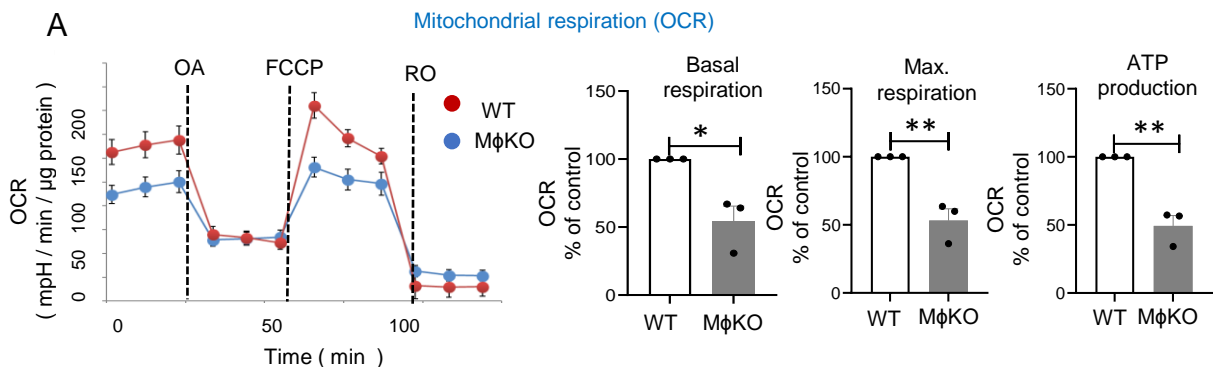 A
Mitochondrial respiration (OCR)
OA
FCCP
RO
WT
MϕKO
OCR
( mpH / min / µg protein)
200
150
100
50
0
0
50
100
Time ( min )
Basal
respiration
OCR
% of control
150
100
50
0
*
WT
MϕKO
Max.
respiration
OCR
% of control
150
100
50
0
**
WT
MϕKO
ATP
production
OCR
% of control
150
100
50
0
**
WT
MϕKO